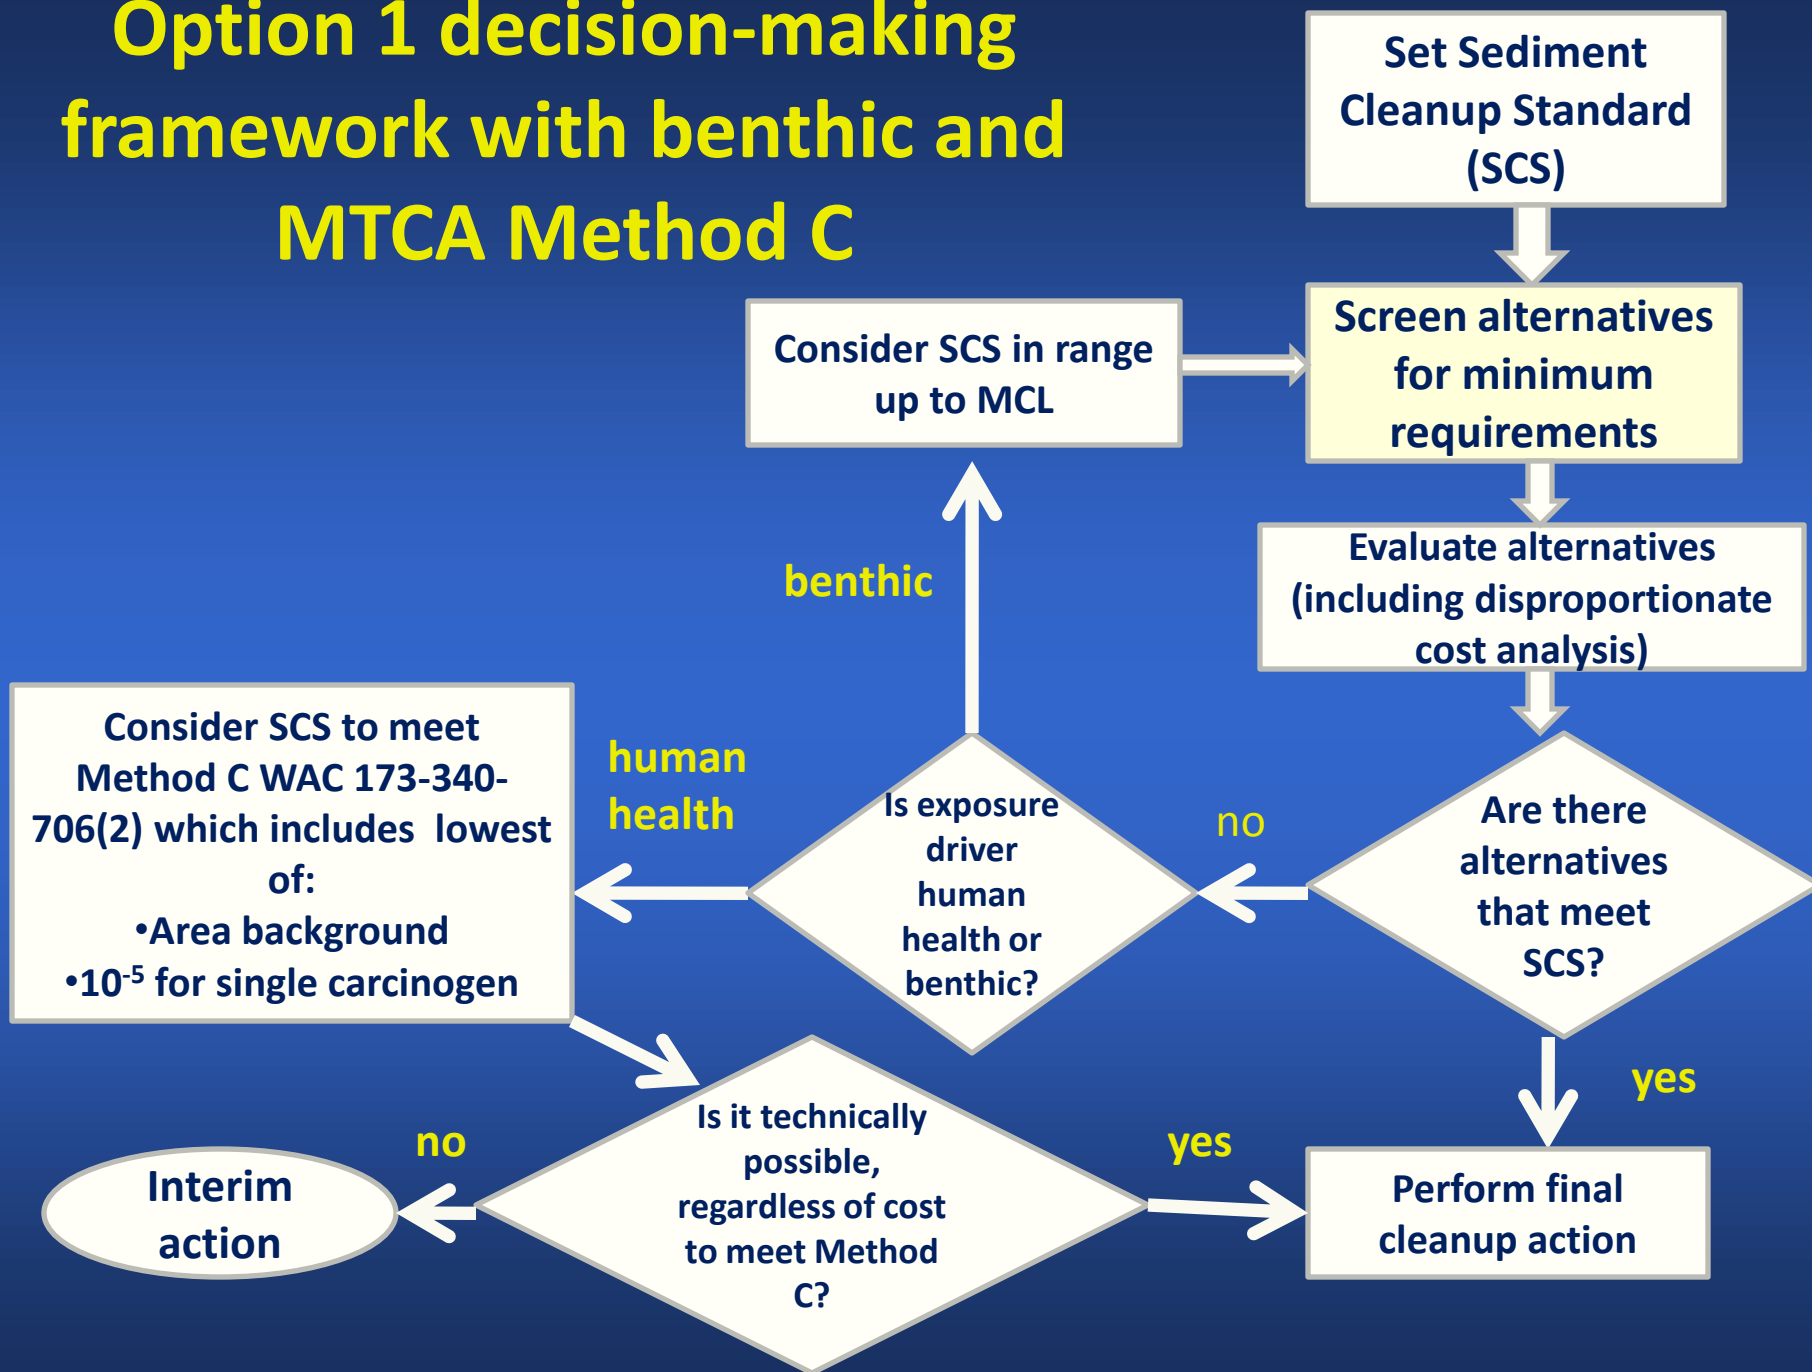 Option 1 decision-making
framework with benthic and
MTCA Method C
Set Sediment
Cleanup Standard
(SCS)
Screen alternatives
for minimum
requirements
Consider SCS in range
up to MCL
Evaluate alternatives
(including disproportionate
cost analysis)
benthic
Are there
alternatives
that meet
SCS?
no
Is exposure
driver
human
health or
benthic?
human
health
Consider SCS to meet
Method C WAC 173-340-
706(2) which includes  lowest
of:
•Area background
•10⁻⁵ for single carcinogen
yes
Is it technically
possible,
regardless of cost
to meet Method
C?
no
yes
Interim
action
Perform final
cleanup action